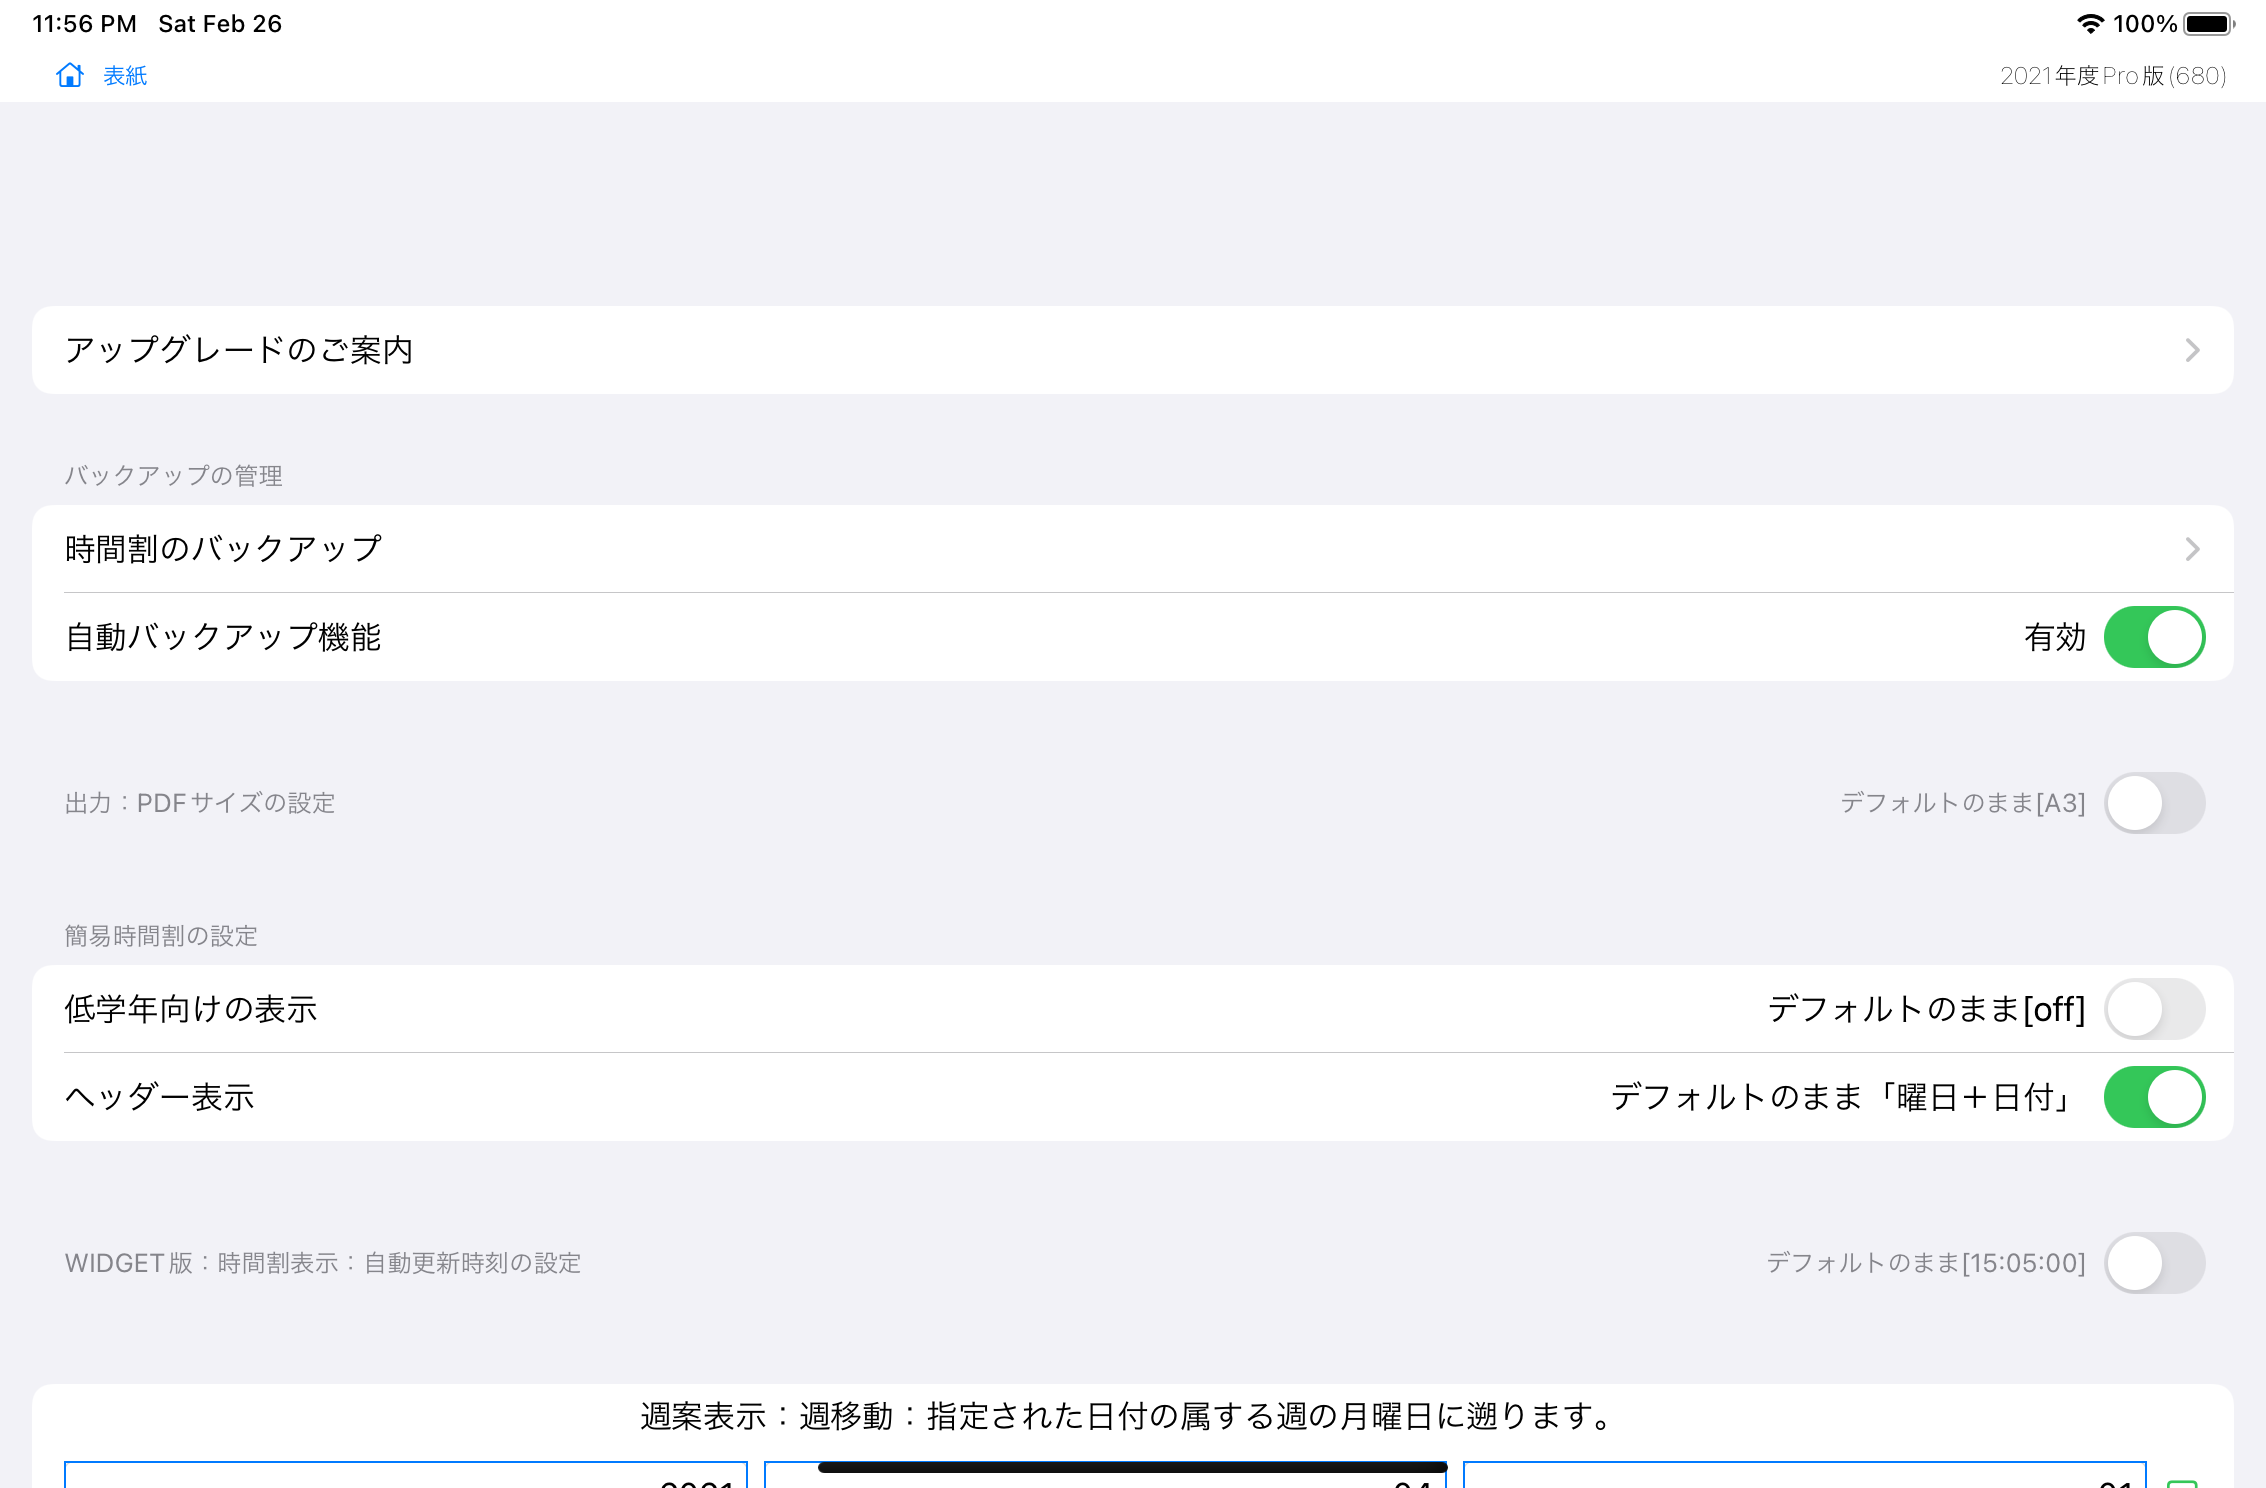 11:56 PM Sat Feb 26 100%
表紙 2021年度Pro版(680)
アップグレードのご案内
バックアップの管理
時間割のバックアップ
自動バックアップ機能 有効
出力：PDFサイズの設定 デフォルトのまま[A3]
簡易時間割の設定
低学年向けの表示 デフォルトのまま[off]
ヘッダー表示 デフォルトのまま「曜日＋日付」
WIDGET版：時間割表示：自動更新時刻の設定 デフォルトのまま[15:05:00]
週案表示：週移動：指定された日付の属する週の月曜日に遡ります。